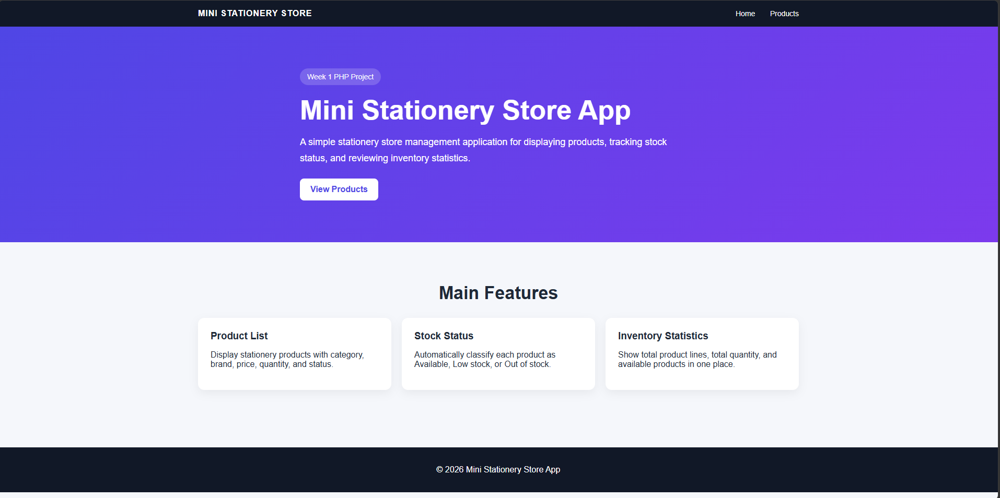 MINI STATIONERY STORE
Home
Products
Week 1 PHP Project
Mini Stationery Store App
A simple stationery store management application for displaying products, tracking stock
status, and reviewing inventory statistics.
View Products
Main Features
Product List
Display stationery products with category,
brand, price, quantity, and status.
Stock Status
Automatically classify each product as
Available, Low stock, or Out of stock.
Inventory Statistics
Show total product lines, total quantity, and
available products in one place.
© 2026 Mini Stationery Store App